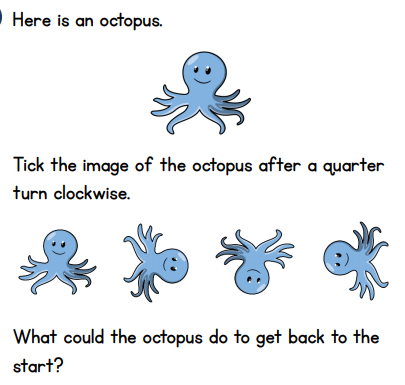 Here is an octopus.
Tick the image of the octopus after a quarter
turn clockwise.
What could the octopus do to get back to the
start?